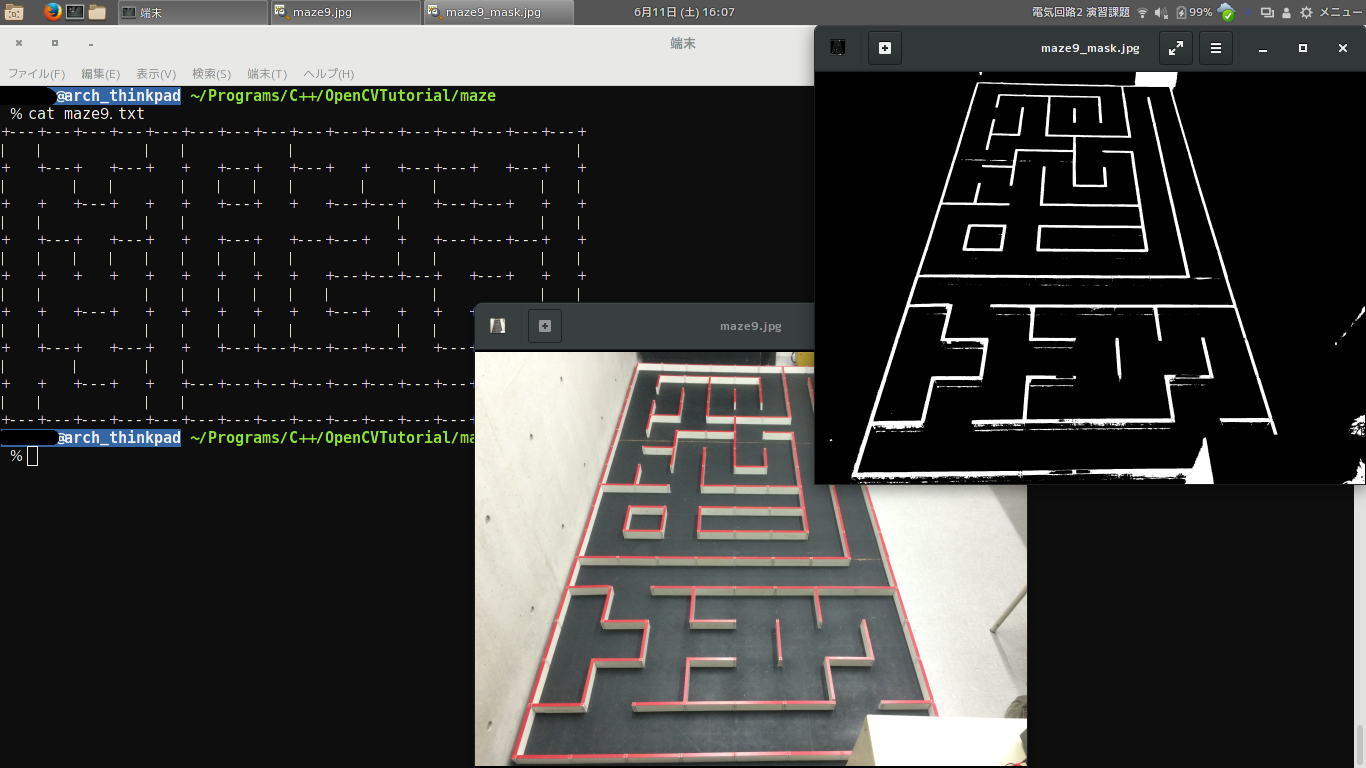 端末
maze9.jpg
maze9_mask.jpg
6月11日 (土) 16:07
電気回路2 演習課題
99%
メニュー
端末
ファイル(F) 編集(E) 表示(V) 検索(S) 端末(T) ヘルプ(H)
@arch_thinkpad ~/Programs/C++/OpenCVTutorial/maze
% cat maze9.txt
+---+---+---+---+---+---+---+---+---+---+---+---+---+---+---+---+
|   |           |   |           |                               |
+   +---+   +---+   +   +---+   +---+   +   +---+---+   +---+   +
|       |   |       |   |   |           |       |           |   |
+   +   +---+   +   +   +---+   +   +---+---+   +---+---+   +   +
|   |               |                       |               |   |
+   +---+   +---+   +   +---+   +---+---+   +   +---+---+---+   +
|   |       |   |   |   |   |   |                           |   |
+   +   +   +   +   +   +   +   +   +---+---+---+   +---+   +   +
|   |               |   |   |   |   |           |           |   |
+   +   +---+   +   +   +   +   +   +---+---+   +---+
|   |           |   |   |   |   |
+   +---+   +---+   +   +---+   +---+---+---+---+
|       |       |   |
+   +   +---+   +   +---+---+---+---+---+---+---+---
|   |           |   |
+---+---+---+---+---+---+---+---+---+---+---+---+---
@arch_thinkpad ~/Programs/C++/OpenCVTutorial/ma
%
maze9.jpg
maze9_mask.jpg